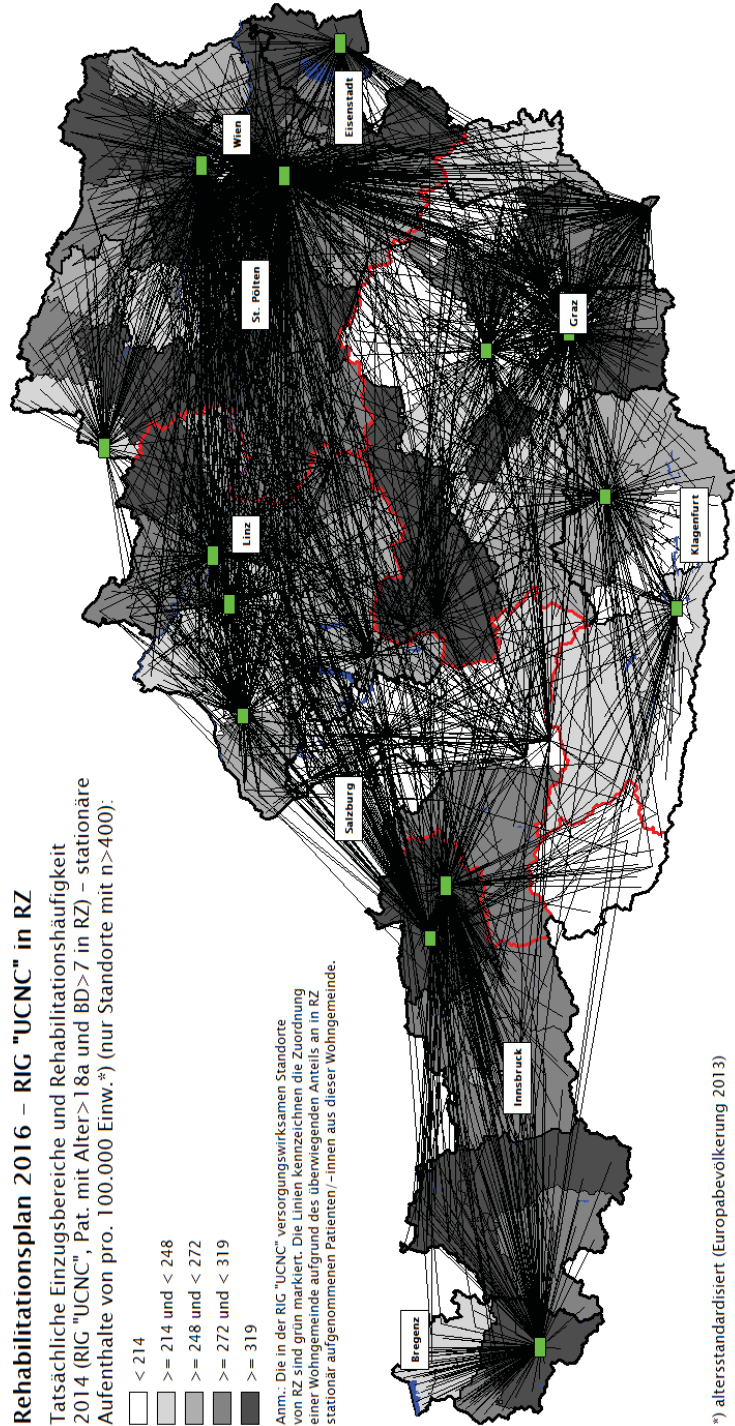 Rehabilitationsplan 2016 – RIG "UCNC" in RZ
Tatsächliche Einzugsbereiche und Rehabilitationshäufigkeit
2014 (RIG "UCNC", Pat. mit Alter>18a und BD>7 in RZ) – stationäre
Aufenthalte von pro. 100.000 Einw.*) (nur Standorte mit n>400):
< 214
>= 214 und < 248
>= 248 und < 272
>= 272 und < 319
>= 319
Anm.: Die in der RIG "UCNC" versorgungswirksamen Standorte
von RZ sind grün markiert. Die Linien kennzeichnen die Zuordnung
einer Wohngemeinde aufgrund des überwiegenden Anteils an in RZ
stationär aufgenommenen Patienten/-innen aus dieser Wohngemeinde.
Bregenz
Innsbruck
Salzburg
Linz
St. Pölten
Wien
Eisenstadt
Graz
Klagenfurt
*) altersstandardisiert (Europabevölkerung 2013)